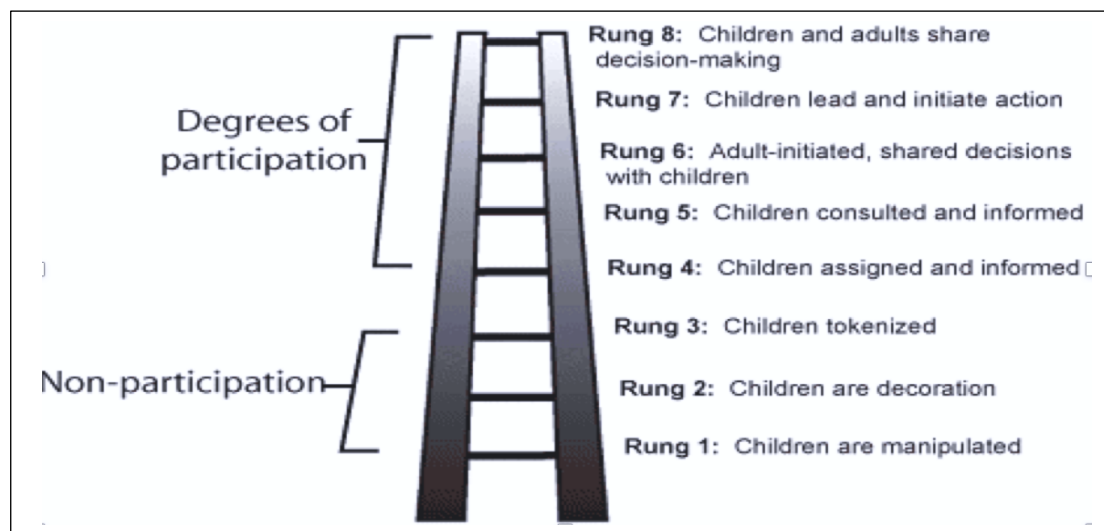 Rung 8: Children and adults share
decision-making
Rung 7: Children lead and initiate action
Degrees of
participation
Rung 6: Adult-initiated, shared decisions
with children
Rung 5: Children consulted and informed
Rung 4: Children assigned and informed
Rung 3: Children tokenized
Non-participation
Rung 2: Children are decoration
Rung 1: Children are manipulated